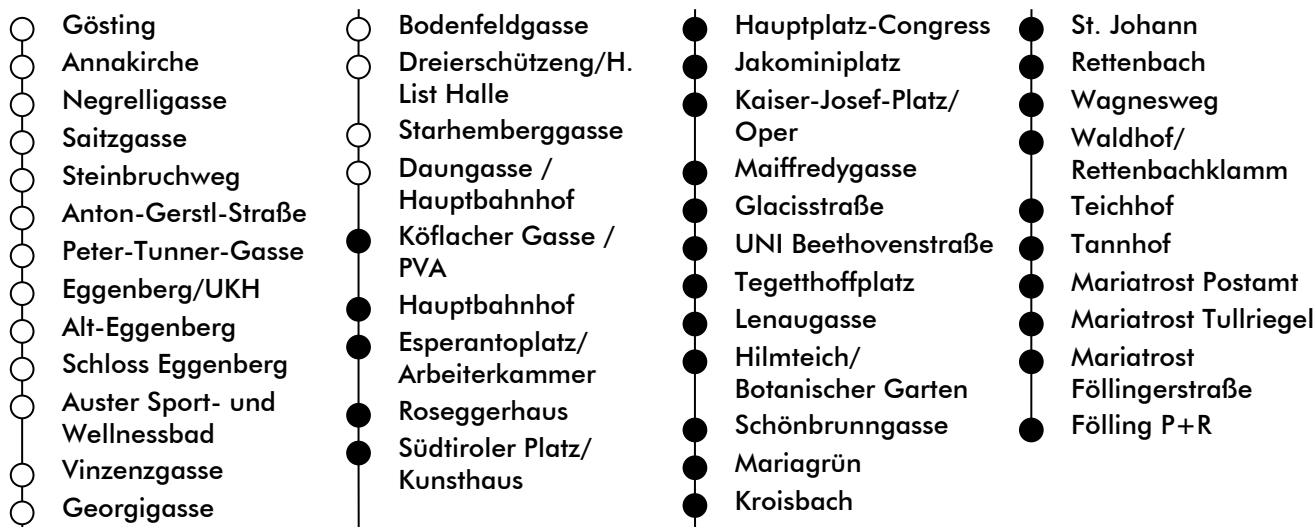 Gösting
Annakirche
Negrelligasse
Saitzgasse
Steinbruchweg
Anton-Gerstl-Straße
Peter-Tunner-Gasse
Eggenberg/UKH
Alt-Eggenberg
Schloss Eggenberg
Auster Sport- und
Wellnessbad
Vinzenzgasse
Georgigasse
Bodenfeldgasse
Dreierschützeng/H.
List Halle
Starhemberggasse
Daungasse /
Hauptbahnhof
Köflacher Gasse /
PVA
Hauptbahnhof
Esperantoplatz/
Arbeiterkammer
Roseggerhaus
Südtiroler Platz/
Kunsthaus
Hauptplatz-Congress
Jakominiplatz
Kaiser-Josef-Platz/
Oper
Maiffredygasse
Glacisstraße
UNI Beethovenstraße
Tegetthoffplatz
Lenaugasse
Hilmteich/
Botanischer Garten
Schönbrunngasse
Mariagrün
Kroisbach
St. Johann
Rettenbach
Wagnesweg
Waldhof/
Rettenbachklamm
Teichhof
Tannhof
Mariatrost Postamt
Mariatrost Tullriegel
Mariatrost
Föllingerstraße
Fölling P+R